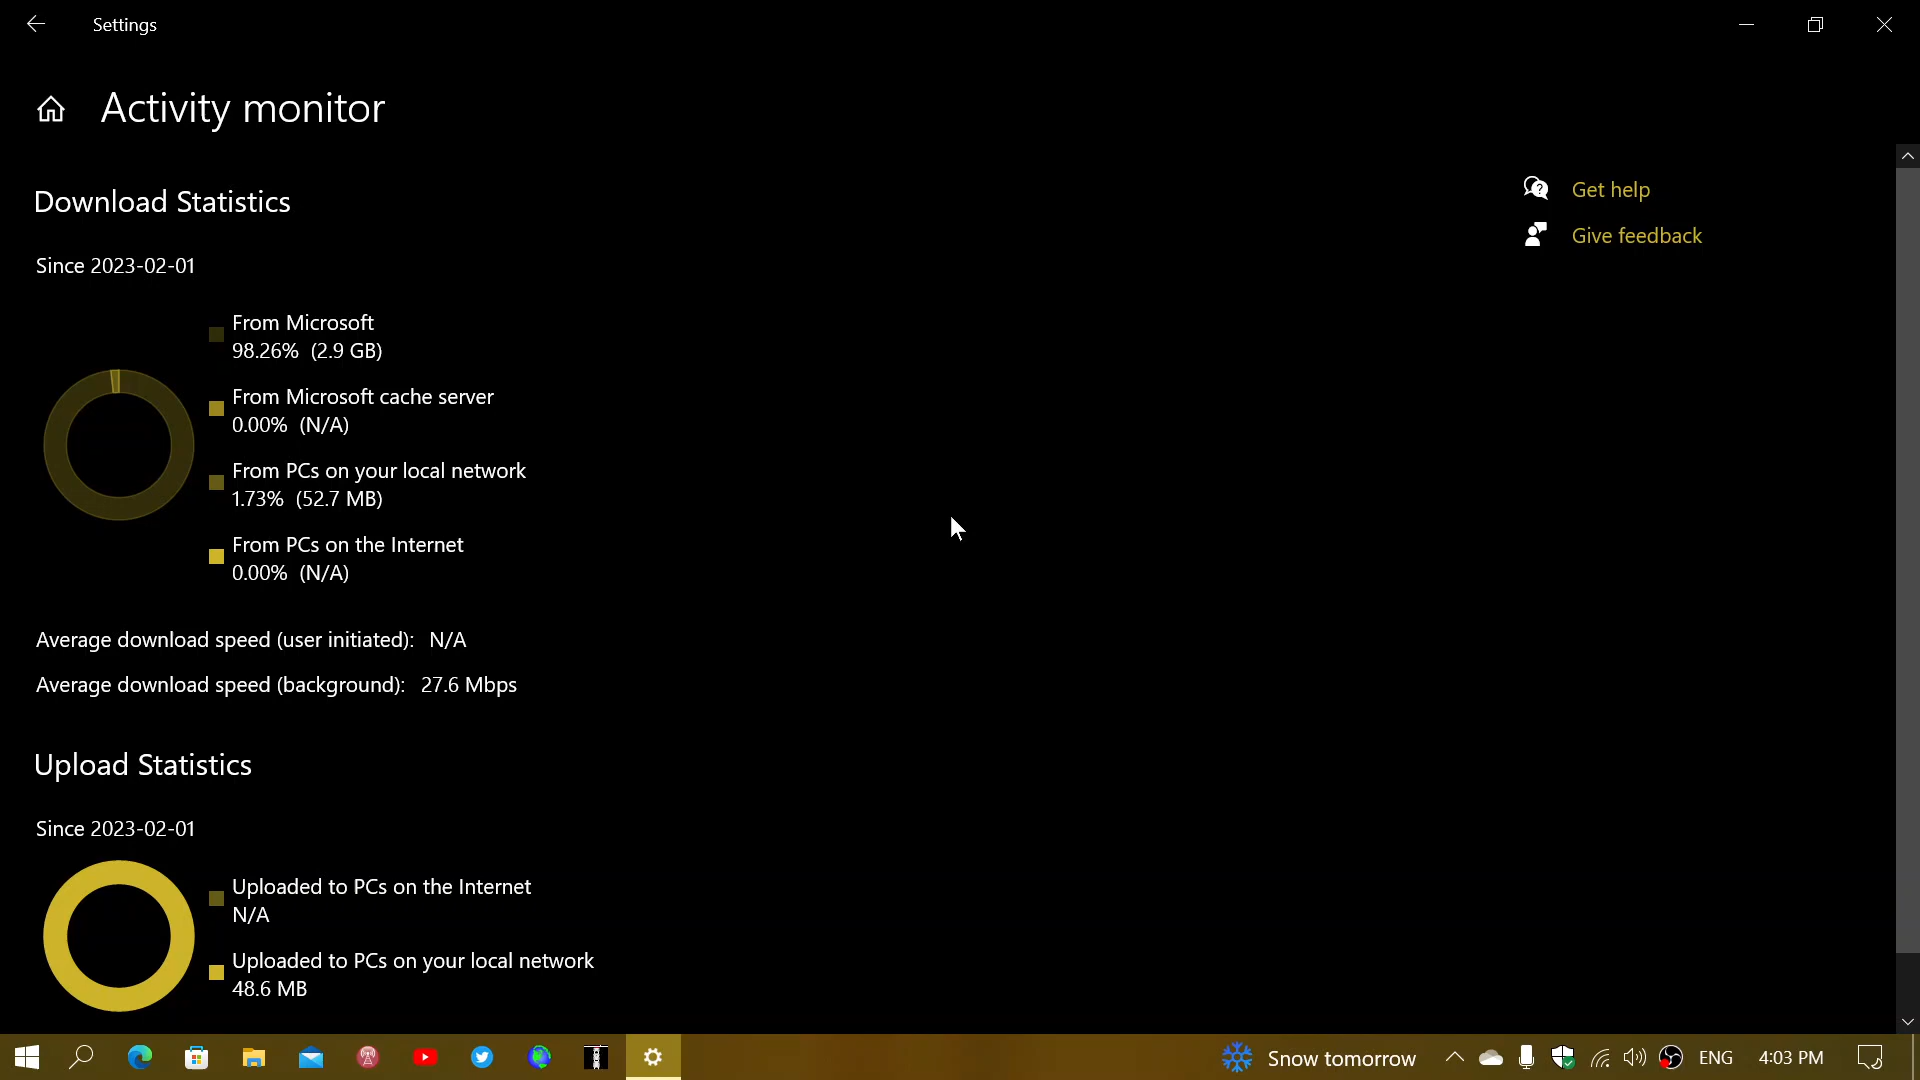 Settings
Activity monitor
Download Statistics
Since 2023-02-01
From Microsoft
98.26% (2.9 GB)
From Microsoft cache server
0.00% (N/A)
From PCs on your local network
1.73% (52.7 MB)
From PCs on the Internet
0.00% (N/A)
Average download speed (user initiated): N/A
Average download speed (background): 27.6 Mbps
Upload Statistics
Since 2023-02-01
Uploaded to PCs on the Internet
N/A
Uploaded to PCs on your local network
48.6 MB
Get help
Give feedback
Snow tomorrow
ENG
4:03 PM